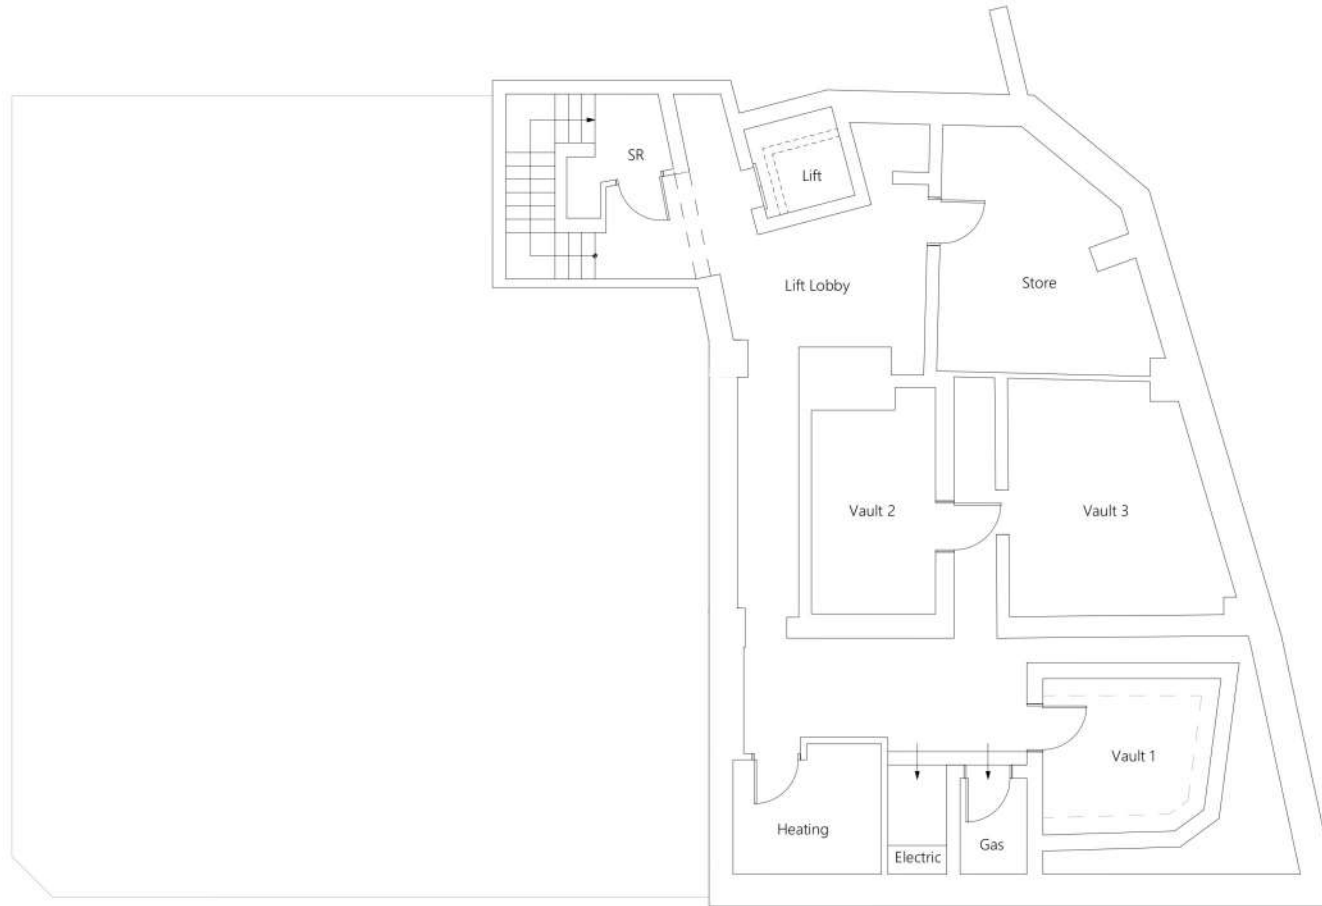 SR
Lift
Lift Lobby
Store
Vault 2
Vault 3
Vault 1
Heating
Electric
Gas